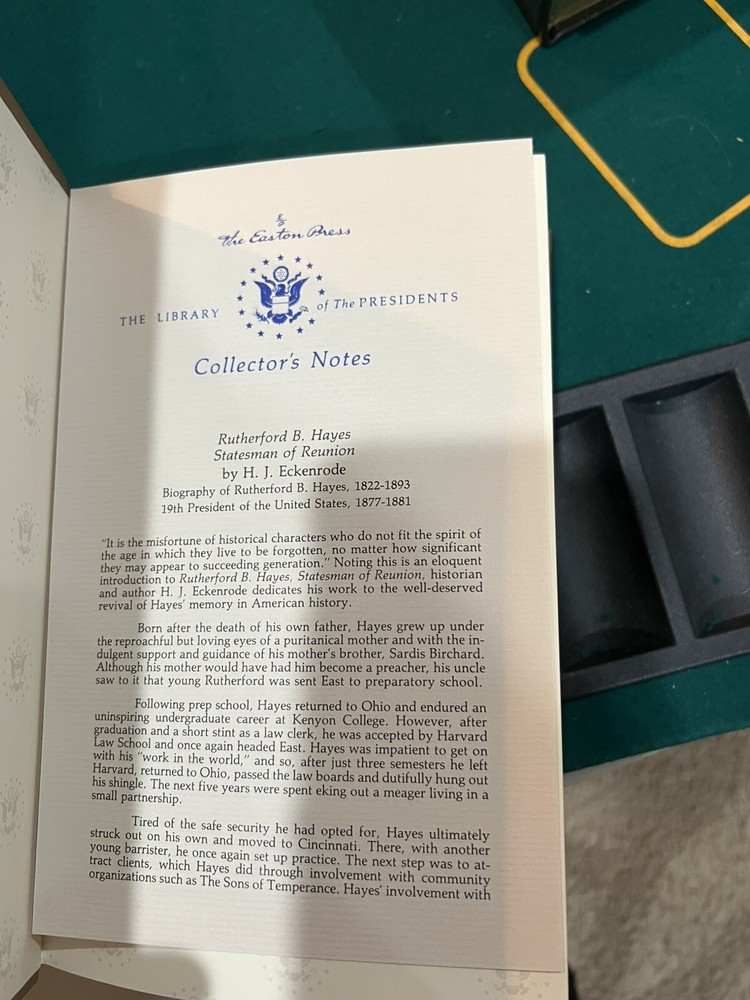 The Easton Press
THE LIBRARY of The PRESIDENTS
Collector's Notes
Rutherford B. Hayes
Statesman of Reunion
by H. J. Eckenrode
Biography of Rutherford B. Hayes, 1822-1893
19th President of the United States, 1877-1881
"It is the misfortune of historical characters who do not fit the spirit of
the age in which they live to be forgotten, no matter how significant
they may appear to succeeding generation." Noting this is an eloquent
introduction to Rutherford B. Hayes, Statesman of Reunion, historian
and author H. J. Eckenrode dedicates his work to the well-deserved
revival of Hayes' memory in American history.
Born after the death of his own father, Hayes grew up under
the reproachful but loving eyes of a puritanical mother and with the in-
dulgent support and guidance of his mother's brother, Sardis Birchard.
Although his mother would have had him become a preacher, his uncle
saw to it that young Rutherford was sent East to preparatory school.
Following prep school, Hayes returned to Ohio and endured an
uninspiring undergraduate career at Kenyon College. However, after
graduation and a short stint as a law clerk, he was accepted by Harvard
Law School and once again headed East. Hayes was impatient to get on
with his "work in the world," and so, after just three semesters he left
Harvard, returned to Ohio, passed the law boards and dutifully hung out
his shingle. The next five years were spent eking out a meager living in a
small partnership.
Tired of the safe security he had opted for, Hayes ultimately
struck out on his own and moved to Cincinnati. There, with another
young barrister, he once again set up practice. The next step was to at-
tract clients, which Hayes did through involvement with community
organizations such as The Sons of Temperance. Hayes' involvement with